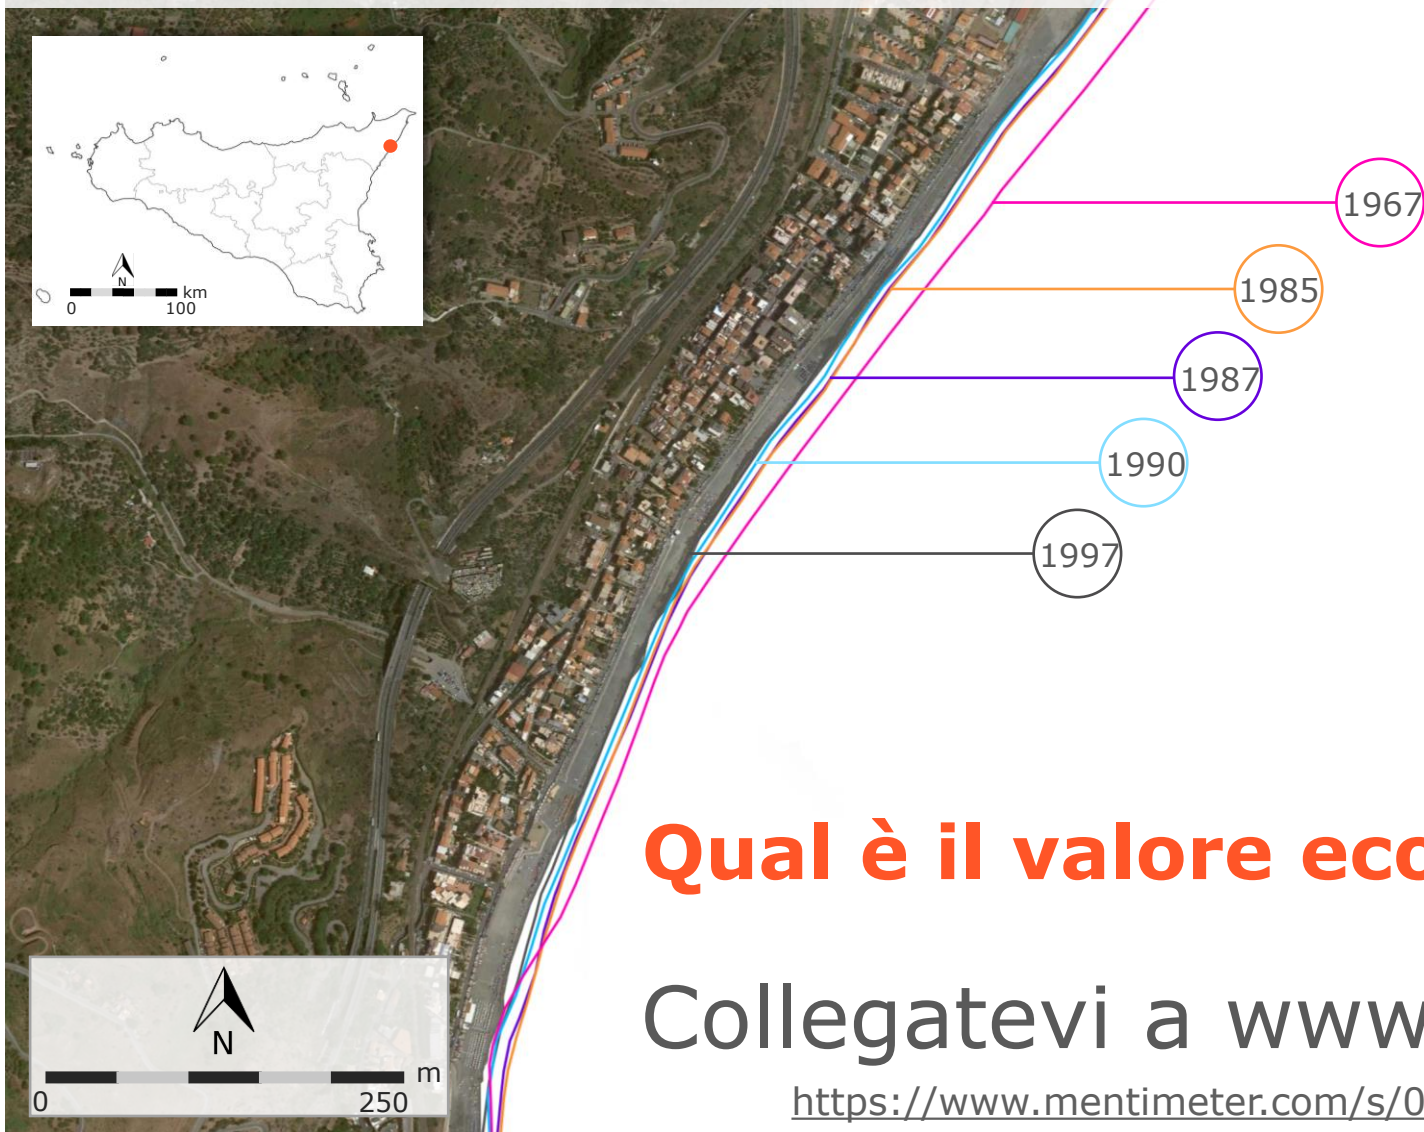 N
km
0 100
1967
1985
1987
1990
1997
Qual è il valore eco
Collegatevi a www
https://www.mentimeter.com/s/0
N
m
0 250